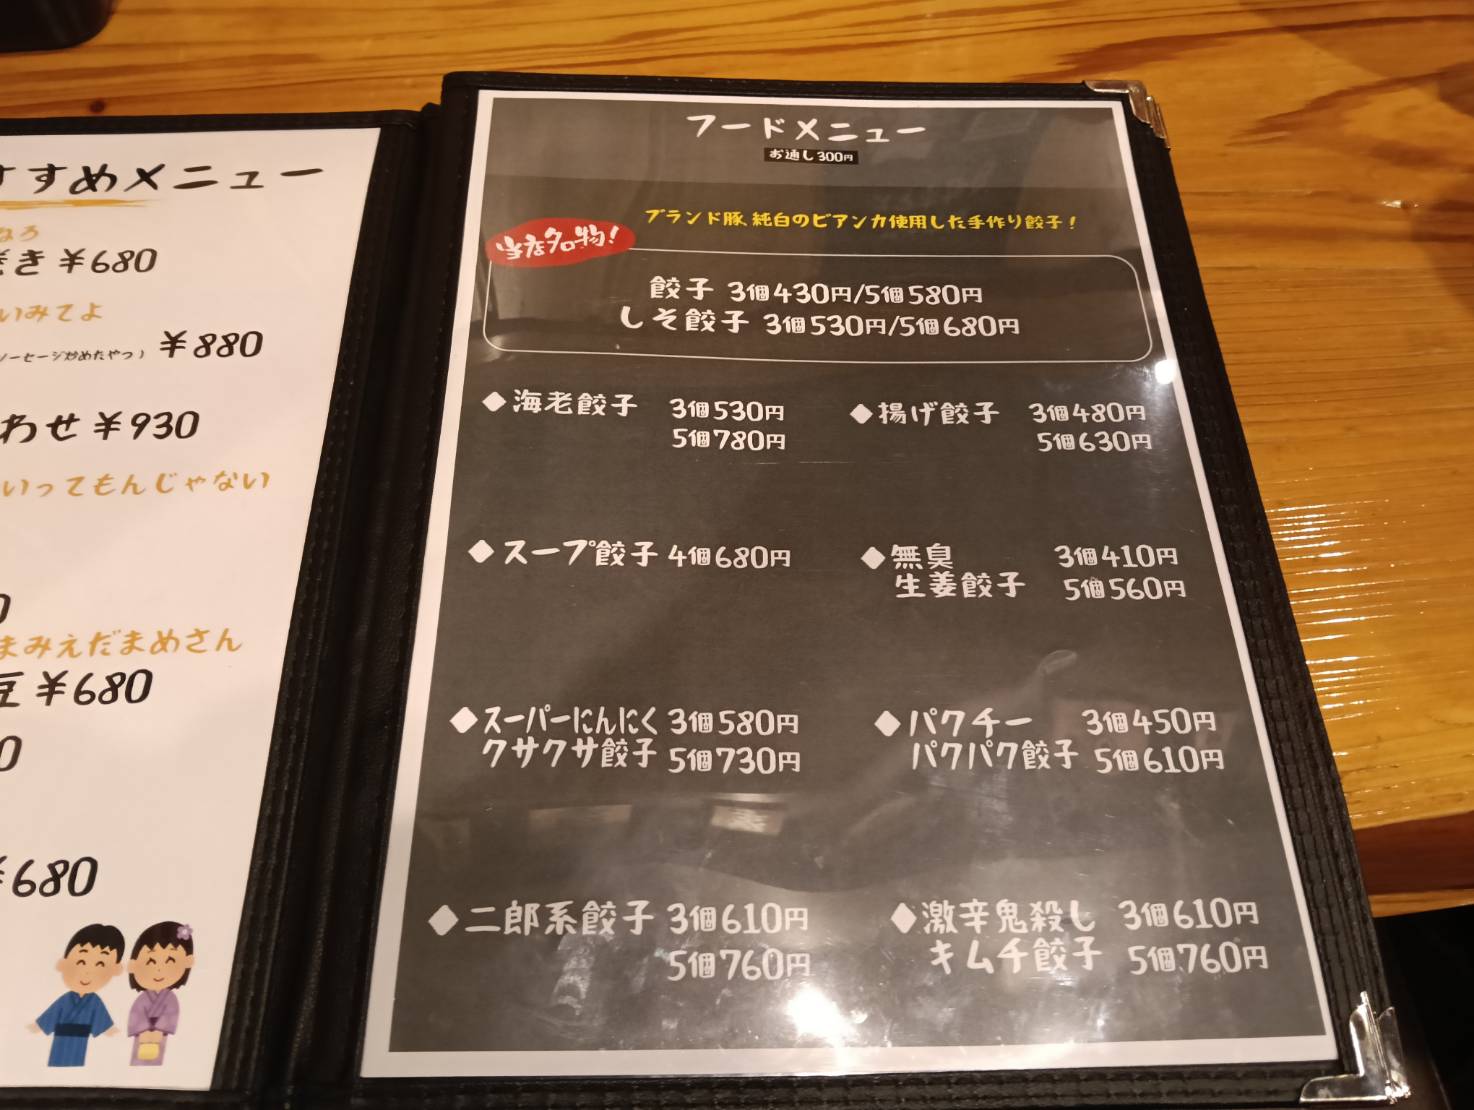 すすめメニュー
き ￥680
いみてよ
ソーセージ炒めたやつ） ￥880
わせ ￥930
いってもんじゃない
まみえだまめさん
豆 ￥680
0
￥680
フードメニュー
お通し300円
ブランド豚、純白のビアンカ使用した手作り餃子！
当店名物！
餃子 3個430円/5個580円
しそ餃子 3個530円/5個680円
◆海老餃子 3個530円
5個780円
◆揚げ餃子 3個480円
5個630円
◆スープ餃子 4個680円
◆無臭 3個410円
生姜餃子 5個560円
◆スーパーにんにく 3個580円
クサクサ餃子 5個730円
◆パクチー 3個450円
パクパク餃子 5個610円
◆二郎系餃子 3個610円
5個760円
◆激辛鬼殺し 3個610円
キムチ餃子 5個760円